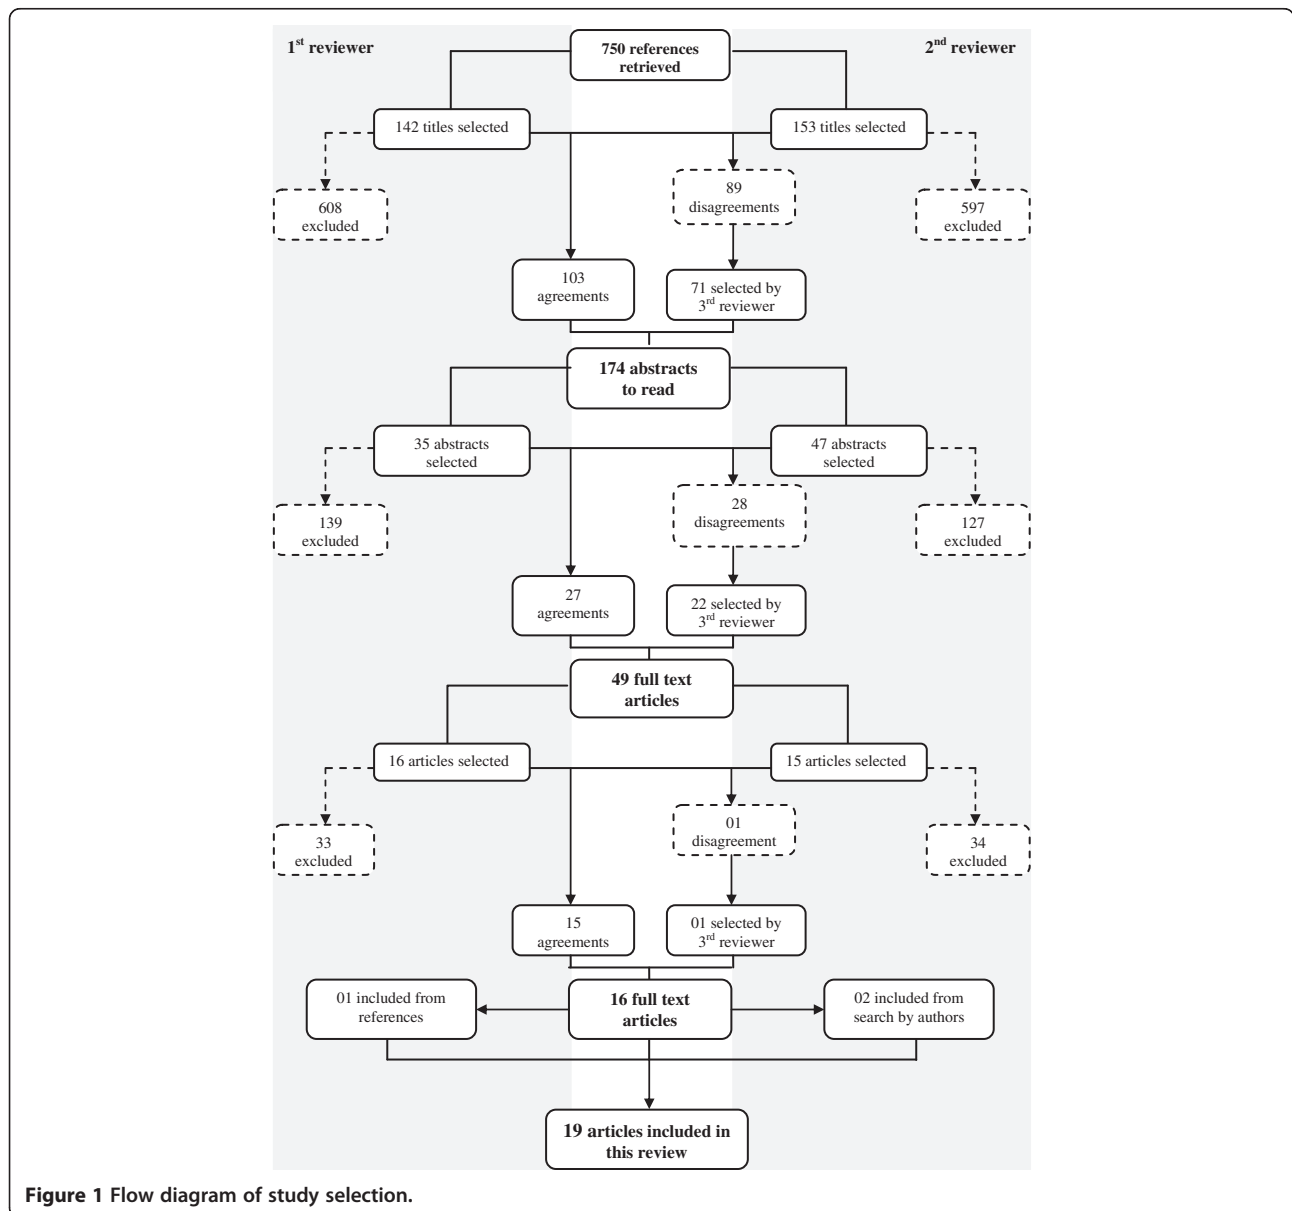 1st reviewer
750 references
retrieved
2nd reviewer
142 titles selected
153 titles selected
608
excluded
89
disagreements
597
excluded
103
agreements
71 selected by
3rd reviewer
174 abstracts
to read
35 abstracts
selected
47 abstracts
selected
139
excluded
28
disagreements
127
excluded
27
agreements
22 selected by
3rd reviewer
49 full text
articles
16 articles selected
15 articles selected
33
excluded
01
disagreement
34
excluded
15
agreements
01 selected by
3rd reviewer
01 included from
references
16 full text
articles
02 included from
search by authors
19 articles included in
this review
Figure 1 Flow diagram of study selection.